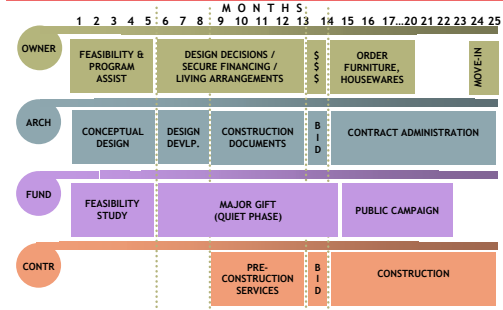 MONTHS
1 2 3 4 5 6 7 8 9 10 11 12 13 14 15 16 17...20 21 22 23 24 25
OWNER
FEASIBILITY &
PROGRAM
ASSIST
DESIGN DECISIONS /
SECURE FINANCING /
LIVING ARRANGEMENTS
$
$
$
ORDER
FURNITURE,
HOUSEWARES
MOVE-IN
ARCH
CONCEPTUAL
DESIGN
DESIGN
DEVLP.
CONSTRUCTION
DOCUMENTS
B
I
D
CONTRACT ADMINISTRATION
FUND
FEASIBILITY
STUDY
MAJOR GIFT
(QUIET PHASE)
PUBLIC CAMPAIGN
CONTR
PRE-
CONSTRUCTION
SERVICES
B
I
D
CONSTRUCTION